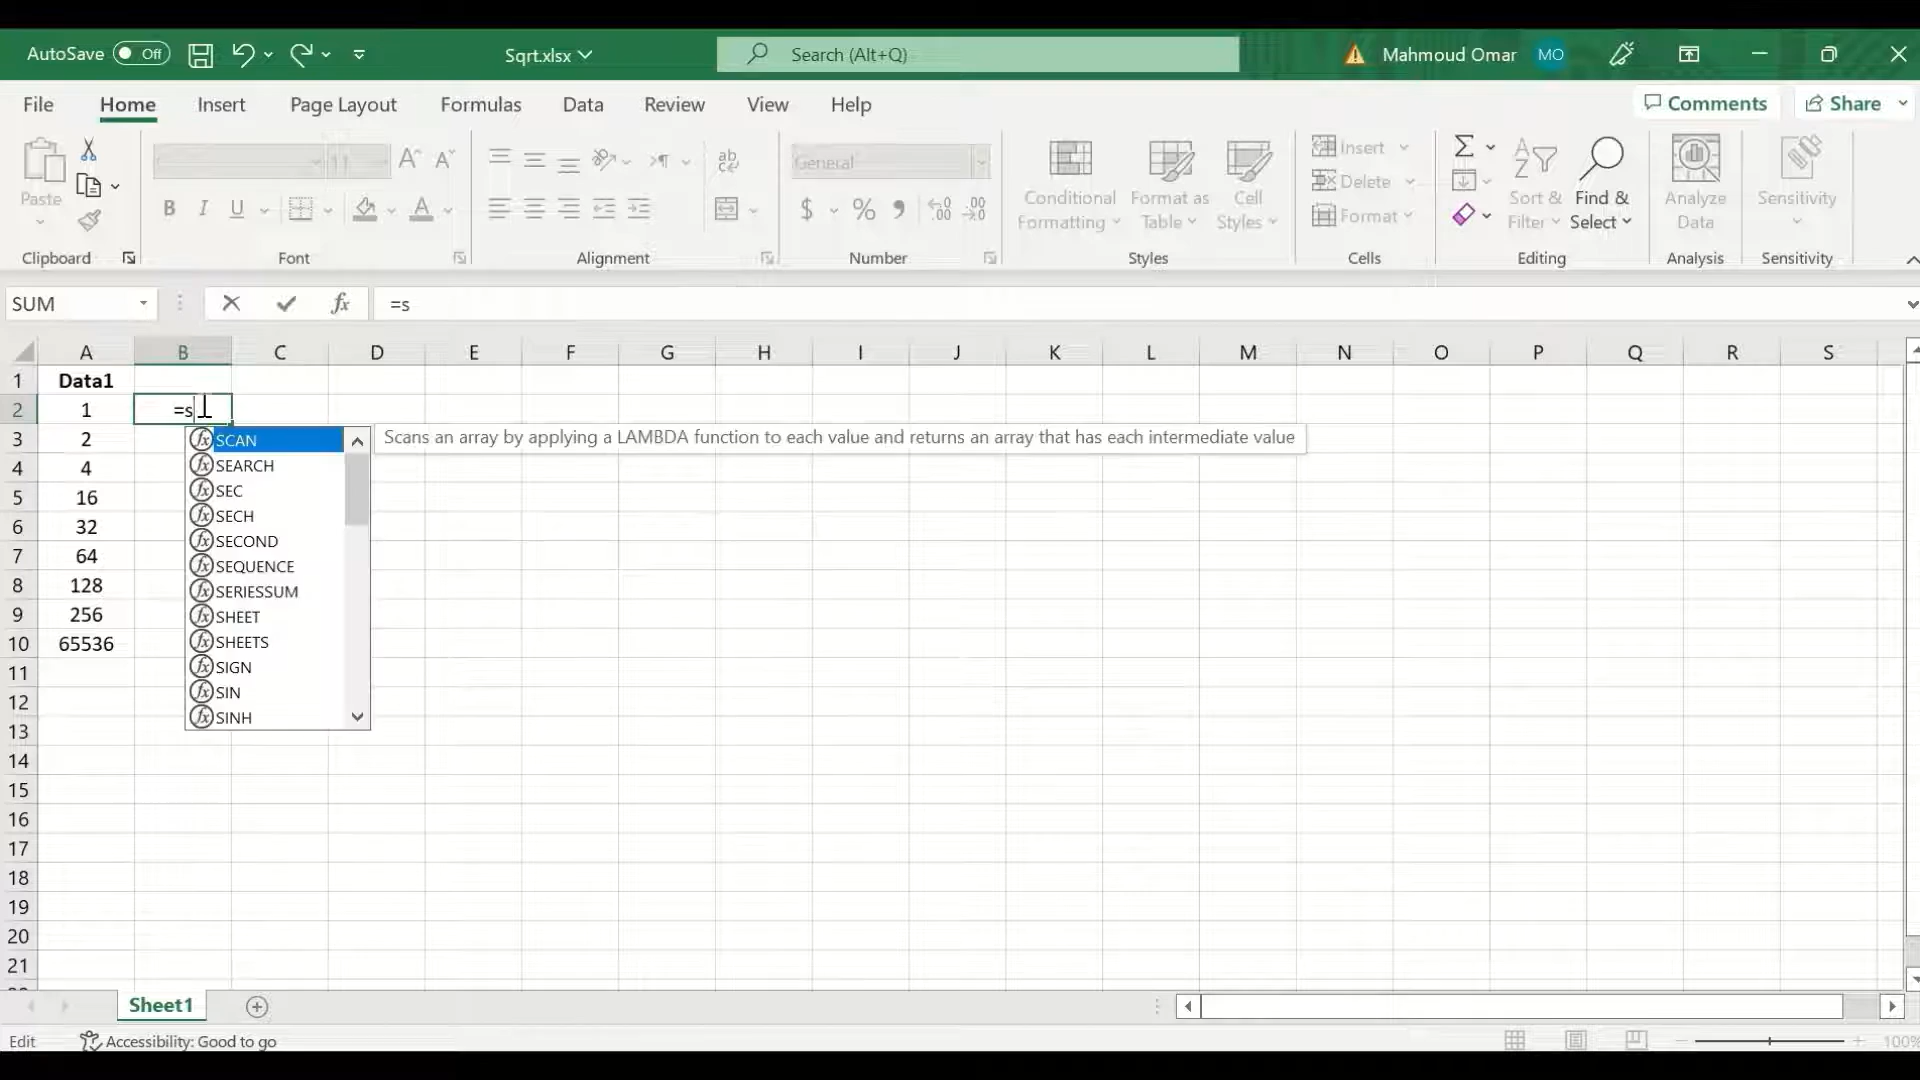 AutoSave Off Sqrt.xlsx Search (Alt+Q) Mahmoud Omar MO
File Home Insert Page Layout Formulas Data Review View Help Comments Share
Paste 11 A A ab General $ % 9 .00 .00 Conditional Formatting Format as Table Cell Styles Insert Delete Format Sort & Filter Find & Select Analyze Data Sensitivity
B I U A
Clipboard Font Alignment Number Styles Cells Editing Analysis Sensitivity
SUM fx =s
A B C D E F G H I J K L M N O P Q R S
1 Data1
2 1 =s
3 2
4 4
5 16
6 32
7 64
8 128
9 256
10 65536
11
12
13
14
15
16
17
18
19
20
21
SCAN Scans an array by applying a LAMBDA function to each value and returns an array that has each intermediate value
SEARCH
SEC
SECH
SECOND
SEQUENCE
SERIESSUM
SHEET
SHEETS
SIGN
SIN
SINH
Sheet1
Edit Accessibility: Good to go 100%